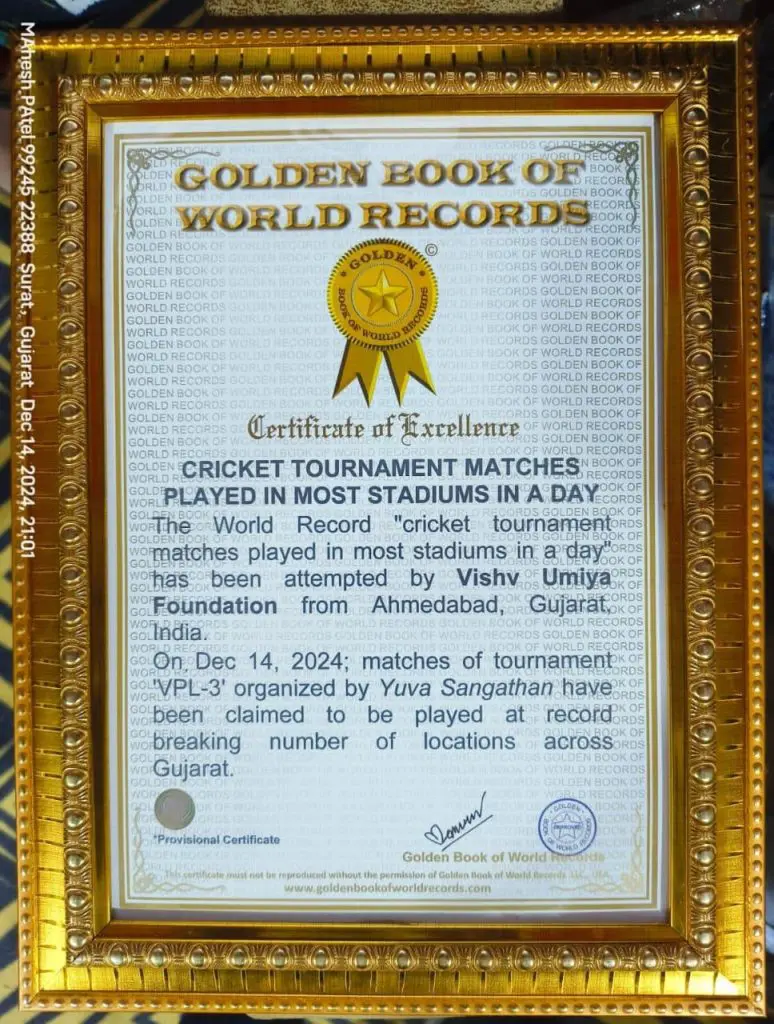 MAhesh PAtel 99245 22388 Surat, Gujarat Dec 14, 2024, 21:01
GOLDEN BOOK OF
WORLD RECORDS
©
GOLDEN
BOOK OF WORLD RECORDS
Certificate of Excellence
CRICKET TOURNAMENT MATCHES
PLAYED IN MOST STADIUMS IN A DAY
The World Record "cricket tournament
matches played in most stadiums in a day"
has been attempted by Vishv Umiya
Foundation from Ahmedabad, Gujarat,
India.
On Dec 14, 2024; matches of tournament
'VPL-3' organized by Yuva Sangathan have
been claimed to be played at record
breaking number of locations across
Gujarat.
*Provisional Certificate
GOLDEN
BOOK OF WORLD RECORDS
Golden Book of World Records
This certificate must not be reproduced without the permission of Golden Book of World Records LLC., USA
www.goldenbookofworldrecords.com